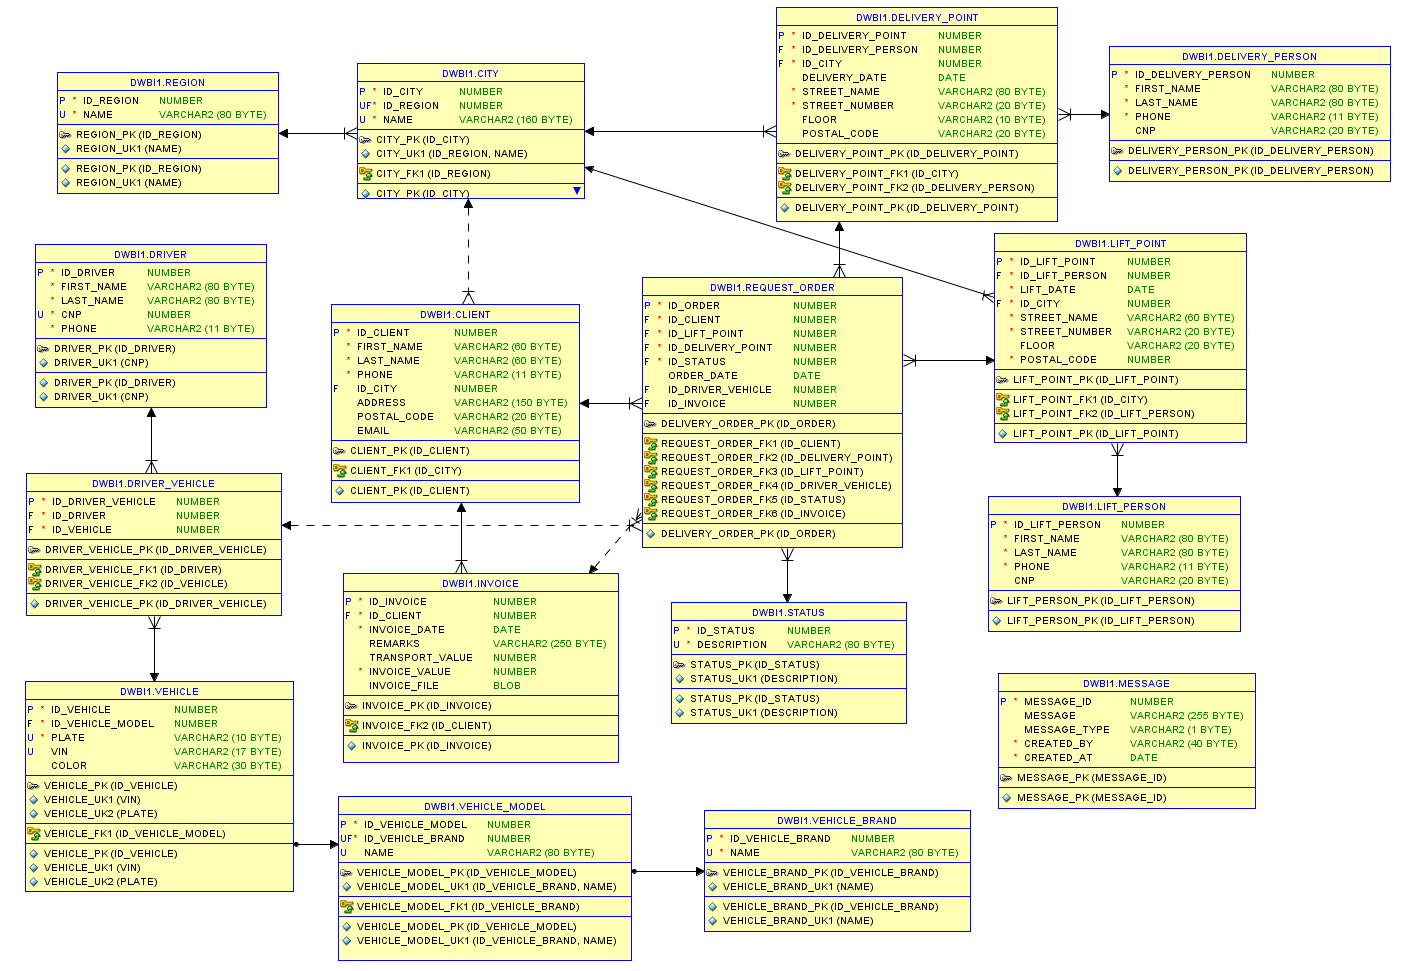 DWBI1.REGION
P * ID_REGION NUMBER
U * NAME VARCHAR2 (80 BYTE)
REGION_PK (ID_REGION)
REGION_UK1 (NAME)
REGION_PK (ID_REGION)
REGION_UK1 (NAME)
DWBI1.CITY
P * ID_CITY NUMBER
UF* ID_REGION NUMBER
U * NAME VARCHAR2 (160 BYTE)
CITY_PK (ID_CITY)
CITY_UK1 (ID_REGION, NAME)
CITY_FK1 (ID_REGION)
CITY_PK (ID_CITY)
DWBI1.DELIVERY_POINT
P * ID_DELIVERY_POINT NUMBER
F * ID_DELIVERY_PERSON NUMBER
F * ID_CITY NUMBER
DELIVERY_DATE DATE
* STREET_NAME VARCHAR2 (80 BYTE)
* STREET_NUMBER VARCHAR2 (20 BYTE)
FLOOR VARCHAR2 (10 BYTE)
POSTAL_CODE VARCHAR2 (20 BYTE)
DELIVERY_POINT_PK (ID_DELIVERY_POINT)
DELIVERY_POINT_FK1 (ID_CITY)
DELIVERY_POINT_FK2 (ID_DELIVERY_PERSON)
DELIVERY_POINT_PK (ID_DELIVERY_POINT)
DWBI1.DELIVERY_PERSON
P * ID_DELIVERY_PERSON NUMBER
* FIRST_NAME VARCHAR2 (80 BYTE)
* LAST_NAME VARCHAR2 (80 BYTE)
* PHONE VARCHAR2 (11 BYTE)
CNP VARCHAR2 (20 BYTE)
DELIVERY_PERSON_PK (ID_DELIVERY_PERSON)
DELIVERY_PERSON_PK (ID_DELIVERY_PERSON)
DWBI1.DRIVER
P * ID_DRIVER NUMBER
* FIRST_NAME VARCHAR2 (80 BYTE)
* LAST_NAME VARCHAR2 (80 BYTE)
U * CNP NUMBER
* PHONE VARCHAR2 (11 BYTE)
DRIVER_PK (ID_DRIVER)
DRIVER_UK1 (CNP)
DRIVER_PK (ID_DRIVER)
DRIVER_UK1 (CNP)
DWBI1.CLIENT
P * ID_CLIENT NUMBER
* FIRST_NAME VARCHAR2 (60 BYTE)
* LAST_NAME VARCHAR2 (60 BYTE)
* PHONE VARCHAR2 (11 BYTE)
F ID_CITY NUMBER
ADDRESS VARCHAR2 (150 BYTE)
POSTAL_CODE VARCHAR2 (20 BYTE)
EMAIL VARCHAR2 (50 BYTE)
CLIENT_PK (ID_CLIENT)
CLIENT_FK1 (ID_CITY)
CLIENT_PK (ID_CLIENT)
DWBI1.REQUEST_ORDER
P * ID_ORDER NUMBER
F * ID_CLIENT NUMBER
F * ID_LIFT_POINT NUMBER
F * ID_DELIVERY_POINT NUMBER
F * ID_STATUS NUMBER
ORDER_DATE DATE
F ID_DRIVER_VEHICLE NUMBER
F ID_INVOICE NUMBER
DELIVERY_ORDER_PK (ID_ORDER)
REQUEST_ORDER_FK1 (ID_CLIENT)
REQUEST_ORDER_FK2 (ID_DELIVERY_POINT)
REQUEST_ORDER_FK3 (ID_LIFT_POINT)
REQUEST_ORDER_FK4 (ID_DRIVER_VEHICLE)
REQUEST_ORDER_FK5 (ID_STATUS)
REQUEST_ORDER_FK6 (ID_INVOICE)
DELIVERY_ORDER_PK (ID_ORDER)
DWBI1.LIFT_POINT
P * ID_LIFT_POINT NUMBER
F * ID_LIFT_PERSON NUMBER
* LIFT_DATE DATE
F * ID_CITY NUMBER
* STREET_NAME VARCHAR2 (60 BYTE)
* STREET_NUMBER VARCHAR2 (20 BYTE)
FLOOR VARCHAR2 (20 BYTE)
* POSTAL_CODE NUMBER
LIFT_POINT_PK (ID_LIFT_POINT)
LIFT_POINT_FK1 (ID_CITY)
LIFT_POINT_FK2 (ID_LIFT_PERSON)
LIFT_POINT_PK (ID_LIFT_POINT)
DWBI1.DRIVER_VEHICLE
P * ID_DRIVER_VEHICLE NUMBER
F * ID_DRIVER NUMBER
F * ID_VEHICLE NUMBER
DRIVER_VEHICLE_PK (ID_DRIVER_VEHICLE)
DRIVER_VEHICLE_FK1 (ID_DRIVER)
DRIVER_VEHICLE_FK2 (ID_VEHICLE)
DRIVER_VEHICLE_PK (ID_DRIVER_VEHICLE)
DWBI1.INVOICE
P * ID_INVOICE NUMBER
F * ID_CLIENT NUMBER
* INVOICE_DATE DATE
REMARKS VARCHAR2 (250 BYTE)
TRANSPORT_VALUE NUMBER
* INVOICE_VALUE NUMBER
INVOICE_FILE BLOB
INVOICE_PK (ID_INVOICE)
INVOICE_FK2 (ID_CLIENT)
INVOICE_PK (ID_INVOICE)
DWBI1.STATUS
P * ID_STATUS NUMBER
U * DESCRIPTION VARCHAR2 (80 BYTE)
STATUS_PK (ID_STATUS)
STATUS_UK1 (DESCRIPTION)
STATUS_PK (ID_STATUS)
STATUS_UK1 (DESCRIPTION)
DWBI1.LIFT_PERSON
P * ID_LIFT_PERSON NUMBER
* FIRST_NAME VARCHAR2 (80 BYTE)
* LAST_NAME VARCHAR2 (80 BYTE)
* PHONE VARCHAR2 (11 BYTE)
CNP VARCHAR2 (20 BYTE)
LIFT_PERSON_PK (ID_LIFT_PERSON)
LIFT_PERSON_PK (ID_LIFT_PERSON)
DWBI1.VEHICLE
P * ID_VEHICLE NUMBER
F * ID_VEHICLE_MODEL NUMBER
U * PLATE VARCHAR2 (10 BYTE)
U VIN VARCHAR2 (17 BYTE)
COLOR VARCHAR2 (30 BYTE)
VEHICLE_PK (ID_VEHICLE)
VEHICLE_UK1 (VIN)
VEHICLE_UK2 (PLATE)
VEHICLE_FK1 (ID_VEHICLE_MODEL)
VEHICLE_PK (ID_VEHICLE)
VEHICLE_UK1 (VIN)
VEHICLE_UK2 (PLATE)
DWBI1.MESSAGE
P * MESSAGE_ID NUMBER
MESSAGE VARCHAR2 (255 BYTE)
MESSAGE_TYPE VARCHAR2 (1 BYTE)
* CREATED_BY VARCHAR2 (40 BYTE)
* CREATED_AT DATE
MESSAGE_PK (MESSAGE_ID)
MESSAGE_PK (MESSAGE_ID)
DWBI1.VEHICLE_MODEL
P * ID_VEHICLE_MODEL NUMBER
UF* ID_VEHICLE_BRAND NUMBER
U NAME VARCHAR2 (80 BYTE)
VEHICLE_MODEL_PK (ID_VEHICLE_MODEL)
VEHICLE_MODEL_UK1 (ID_VEHICLE_BRAND, NAME)
VEHICLE_MODEL_FK1 (ID_VEHICLE_BRAND)
VEHICLE_MODEL_PK (ID_VEHICLE_MODEL)
VEHICLE_MODEL_UK1 (ID_VEHICLE_BRAND, NAME)
DWBI1.VEHICLE_BRAND
P * ID_VEHICLE_BRAND NUMBER
U * NAME VARCHAR2 (80 BYTE)
VEHICLE_BRAND_PK (ID_VEHICLE_BRAND)
VEHICLE_BRAND_UK1 (NAME)
VEHICLE_BRAND_PK (ID_VEHICLE_BRAND)
VEHICLE_BRAND_UK1 (NAME)